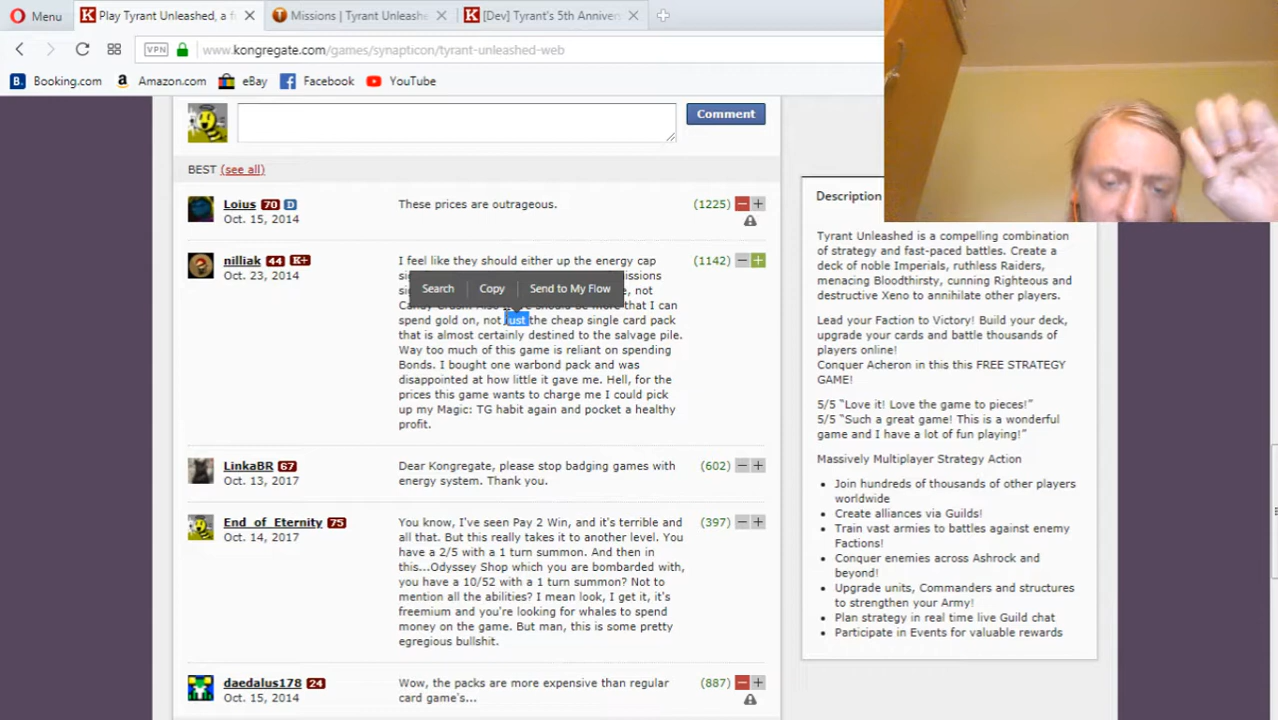 Menu
Play Tyrant Unleashed, a f
Missions | Tyrant Unleashe
[Dev] Tyrant's 5th Anniver
VPN
www.kongregate.com/games/synapticon/tyrant-unleashed-web
Booking.com
Amazon.com
eBay
Facebook
YouTube
Comment
BEST (see all)
Loius 70 D
Oct. 15, 2014
These prices are outrageous.
(1225)
nilliak 44 K+
Oct. 23, 2014
I feel like they should either up the energy cap
(1142)
Search
Copy
Send to My Flow
that I can
spend gold on, not just the cheap single card pack
that is almost certainly destined to the salvage pile.
Way too much of this game is reliant on spending
Bonds. I bought one warbond pack and was
disappointed at how little it gave me. Hell, for the
prices this game wants to charge me I could pick
up my Magic: TG habit again and pocket a healthy
profit.
LinkaBR 67
Oct. 13, 2017
Dear Kongregate, please stop badging games with
energy system. Thank you.
(602)
End_of_Eternity 75
Oct. 14, 2017
You know, I've seen Pay 2 Win, and it's terrible and
all that. But this really takes it to another level. You
have a 2/5 with a 1 turn summon. And then in
this...Odyssey Shop which you are bombarded with,
you have a 10/52 with a 1 turn summon? Not to
mention all the abilities? I mean look, I get it, it's
freemium and you're looking for whales to spend
money on the game. But man, this is some pretty
egregious bullshit.
(397)
daedalus178 24
Oct. 15, 2014
Wow, the packs are more expensive than regular
card game's...
(887)
Description
Tyrant Unleashed is a compelling combination
of strategy and fast-paced battles. Create a
deck of noble Imperials, ruthless Raiders,
menacing Bloodthirsty, cunning Righteous and
destructive Xeno to annihilate other players.
Lead your Faction to Victory! Build your deck,
upgrade your cards and battle thousands of
players online!
Conquer Acheron in this this FREE STRATEGY
GAME!
5/5 "Love it! Love the game to pieces!"
5/5 "Such a great game! This is a wonderful
game and I have a lot of fun playing!"
Massively Multiplayer Strategy Action
Join hundreds of thousands of other players
worldwide
Create alliances via Guilds!
Train vast armies to battles against enemy
Factions!
Conquer enemies across Ashrock and
beyond!
Upgrade units, Commanders and structures
to strengthen your Army!
Plan strategy in real time live Guild chat
Participate in Events for valuable rewards